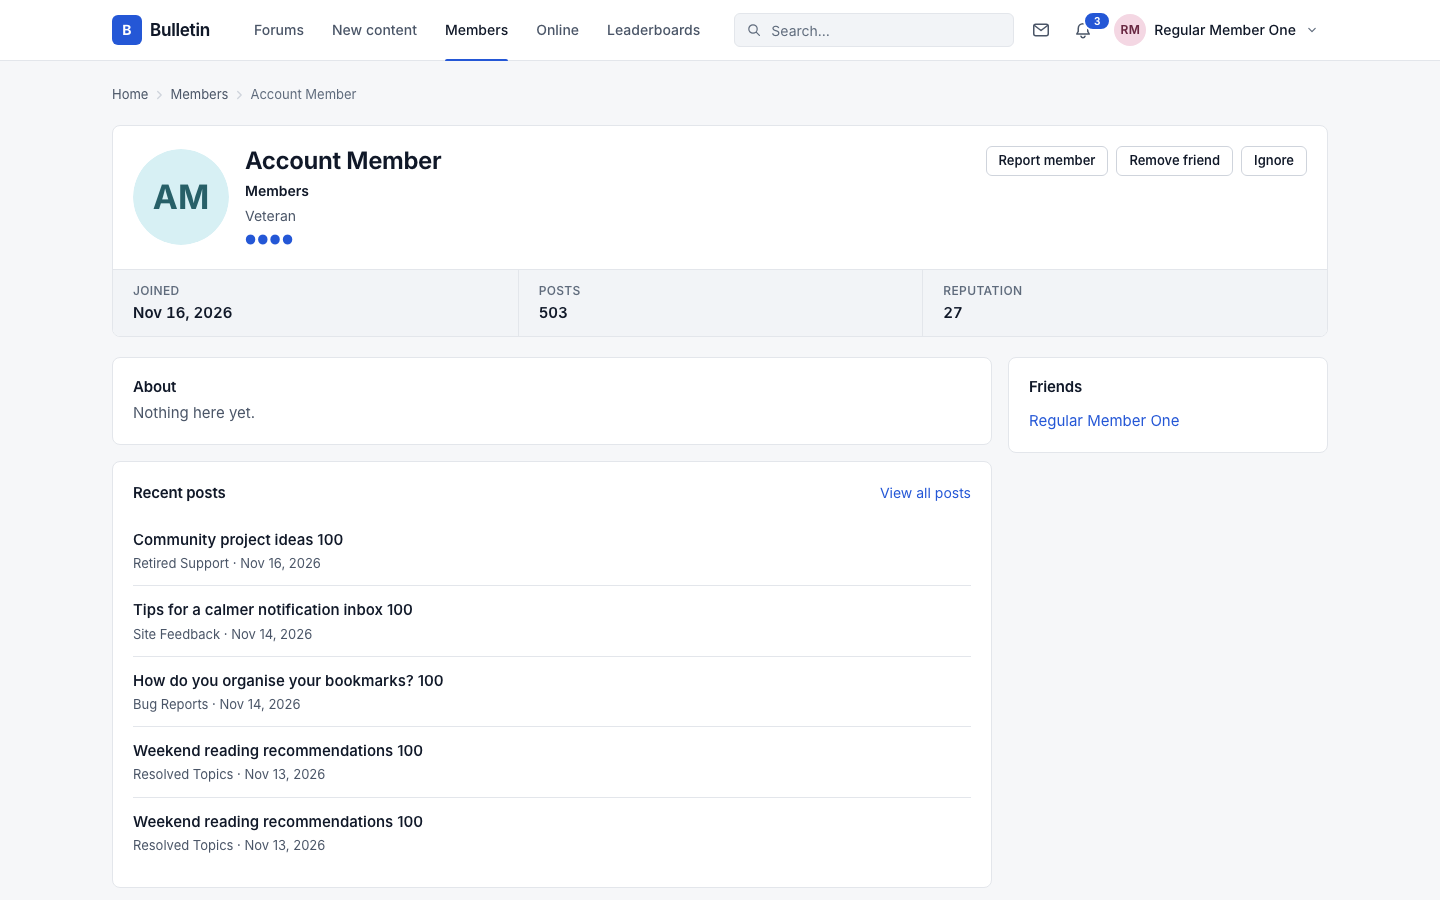 B Bulletin Forums New content Members Online Leaderboards Search... 3 RM Regular Member One
Home Members Account Member
AM
Account Member
Members
Veteran
Report member Remove friend Ignore
JOINED
Nov 16, 2026
POSTS
503
REPUTATION
27
About
Nothing here yet.
Friends
Regular Member One
Recent posts View all posts
Community project ideas 100
Retired Support · Nov 16, 2026
Tips for a calmer notification inbox 100
Site Feedback · Nov 14, 2026
How do you organise your bookmarks? 100
Bug Reports · Nov 14, 2026
Weekend reading recommendations 100
Resolved Topics · Nov 13, 2026
Weekend reading recommendations 100
Resolved Topics · Nov 13, 2026